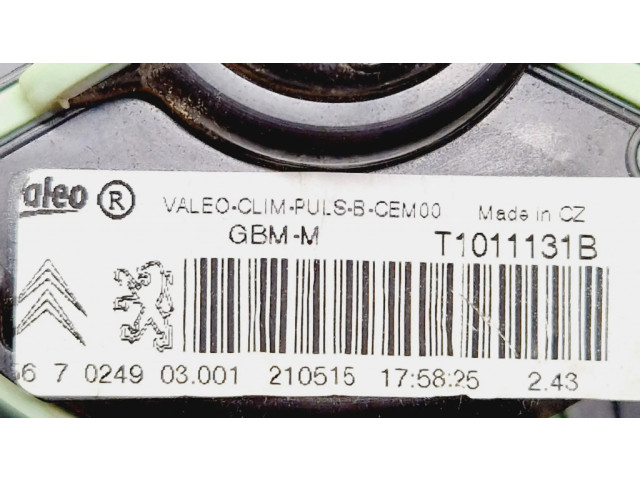 Valeo ® VALEO-CLIM-PULS-B-CEM00 Made in CZ
GBM-M T1011131B
7 0249 03.001 210515 17:58:25 2.43